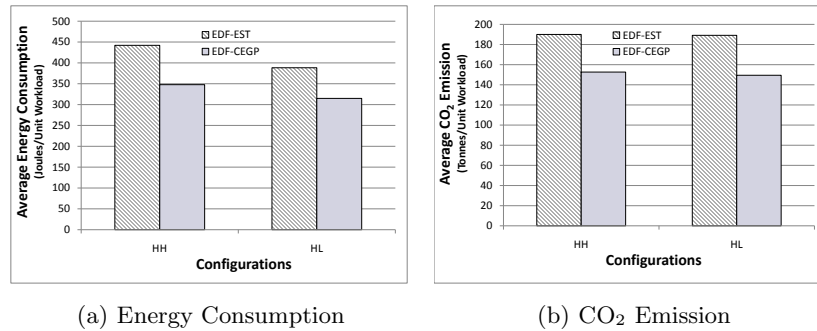 500
450
400
350
300
250
200
150
100
50
0
Average Energy Consumption
(Joules/Unit Workload)
EDF-EST
EDF-CEGP
HH
HL
Configurations
(a) Energy Consumption
200
180
160
140
120
100
80
60
40
20
0
Average CO₂ Emission
(Tonnes/Unit Workload)
EDF-EST
EDF-CEGP
HH
HL
Configurations
(b) CO₂ Emission